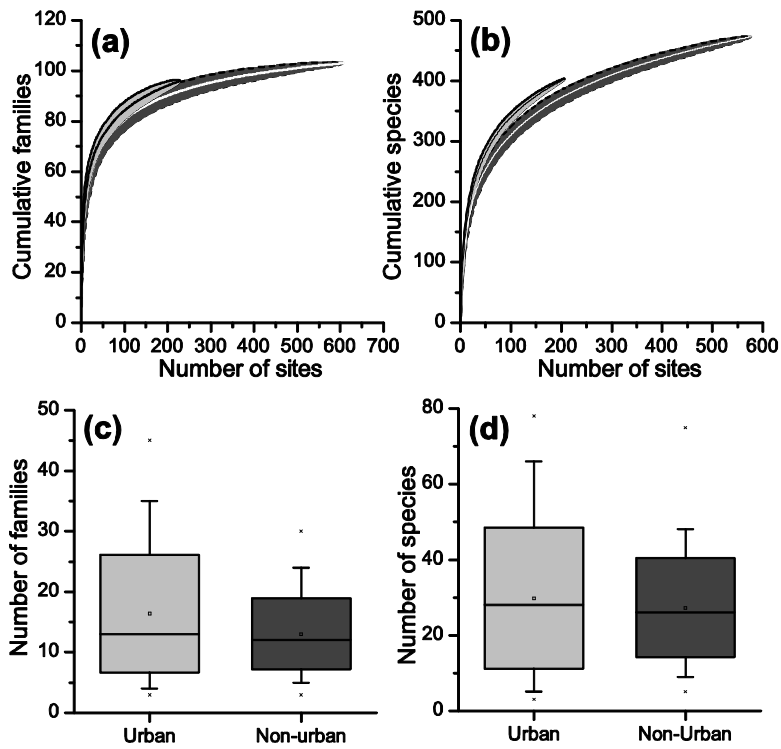 (a)
Cumulative families
120
100
80
60
40
20
0
0 100 200 300 400 500 600 700
Number of sites
(b)
Cumulative species
500
400
300
200
100
0
0 100 200 300 400 500 600
Number of sites
(c)
Number of families
50
40
30
20
10
0
Urban Non-urban
(d)
Number of species
80
60
40
20
0
Urban Non-Urban